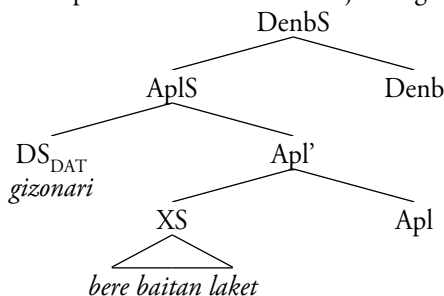 DenbS
AplS Denb
DS_DAT Apl'
gizonari
XS Apl
bere baitan laket